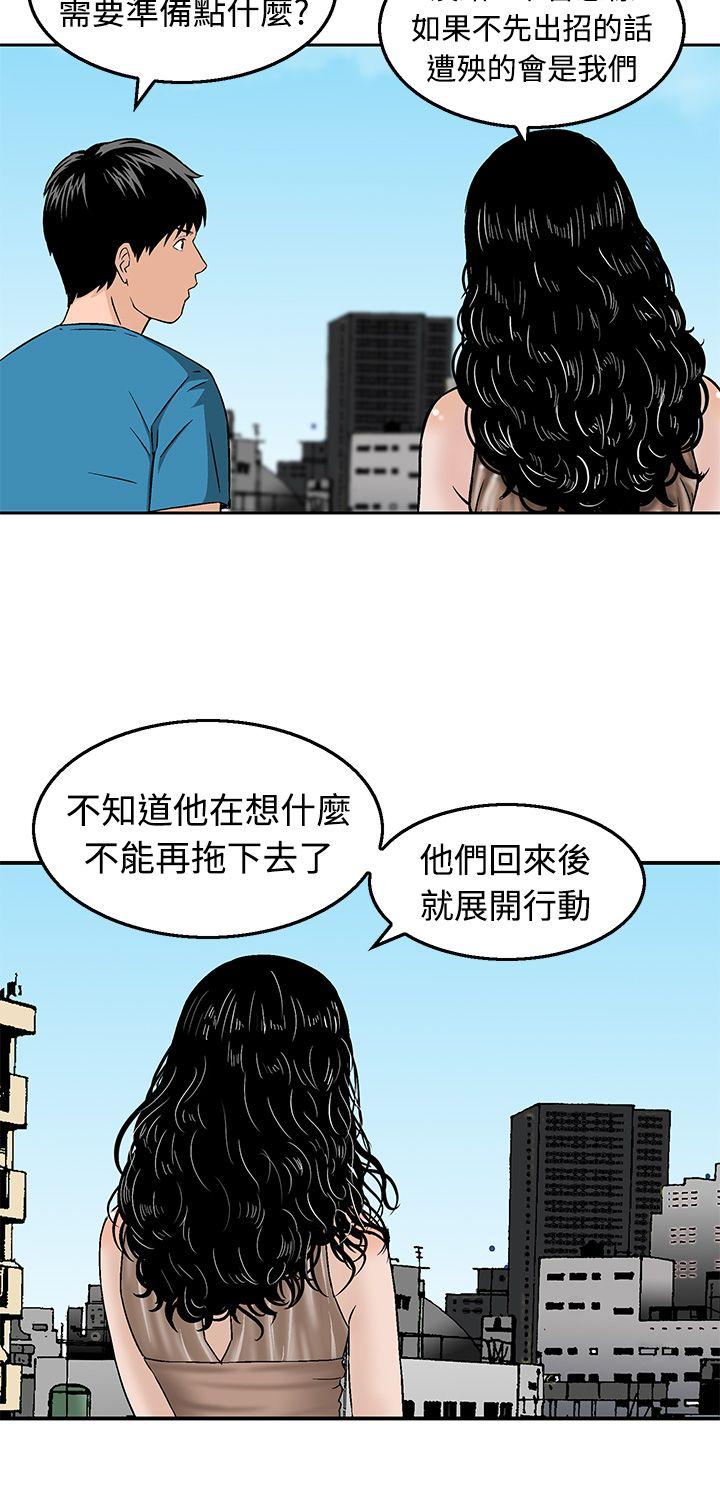 需要準備點什麼?
如果不先出招的話
遭殃的會是我們
不知道他在想什麼
不能再拖下去了
他們回來後
就展開行動